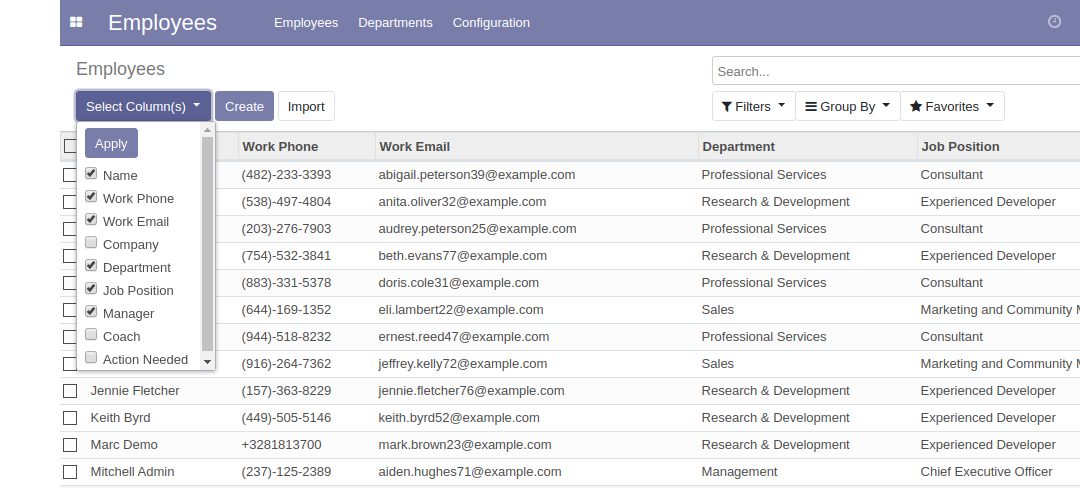 Employees Employees Departments Configuration
Employees
Search...
Select Column(s) Create Import Filters Group By Favorites
Apply
Name
Work Phone
Work Email
Company
Department
Job Position
Manager
Coach
Action Needed
Work Phone Work Email Department Job Position
(482)-233-3393 abigail.peterson39@example.com Professional Services Consultant
(538)-497-4804 anita.oliver32@example.com Research & Development Experienced Developer
(203)-276-7903 audrey.peterson25@example.com Professional Services Consultant
(754)-532-3841 beth.evans77@example.com Research & Development Experienced Developer
(883)-331-5378 doris.cole31@example.com Professional Services Consultant
(644)-169-1352 eli.lambert22@example.com Sales Marketing and Community M
(944)-518-8232 ernest.reed47@example.com Professional Services Consultant
(916)-264-7362 jeffrey.kelly72@example.com Sales Marketing and Community M
Jennie Fletcher (157)-363-8229 jennie.fletcher76@example.com Research & Development Experienced Developer
Keith Byrd (449)-505-5146 keith.byrd52@example.com Research & Development Experienced Developer
Marc Demo +3281813700 mark.brown23@example.com Research & Development Experienced Developer
Mitchell Admin (237)-125-2389 aiden.hughes71@example.com Management Chief Executive Officer